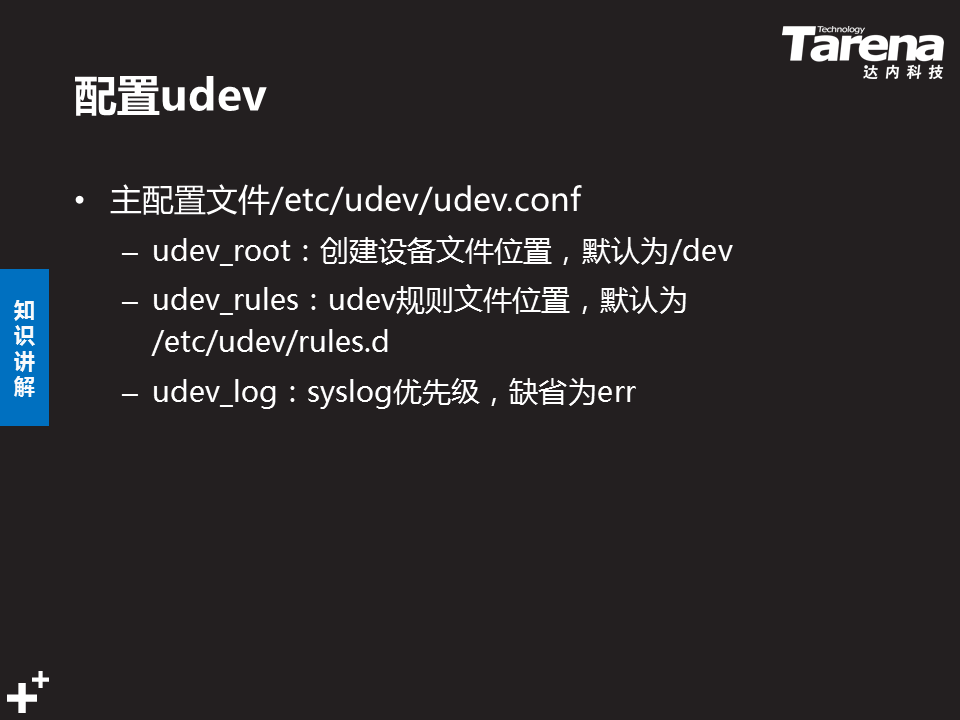 Technology
Tarena
达内科技
配置udev
• 主配置文件/etc/udev/udev.conf
– udev_root：创建设备文件位置，默认为/dev
– udev_rules：udev规则文件位置，默认为
/etc/udev/rules.d
– udev_log：syslog优先级，缺省为err
知
识
讲
解